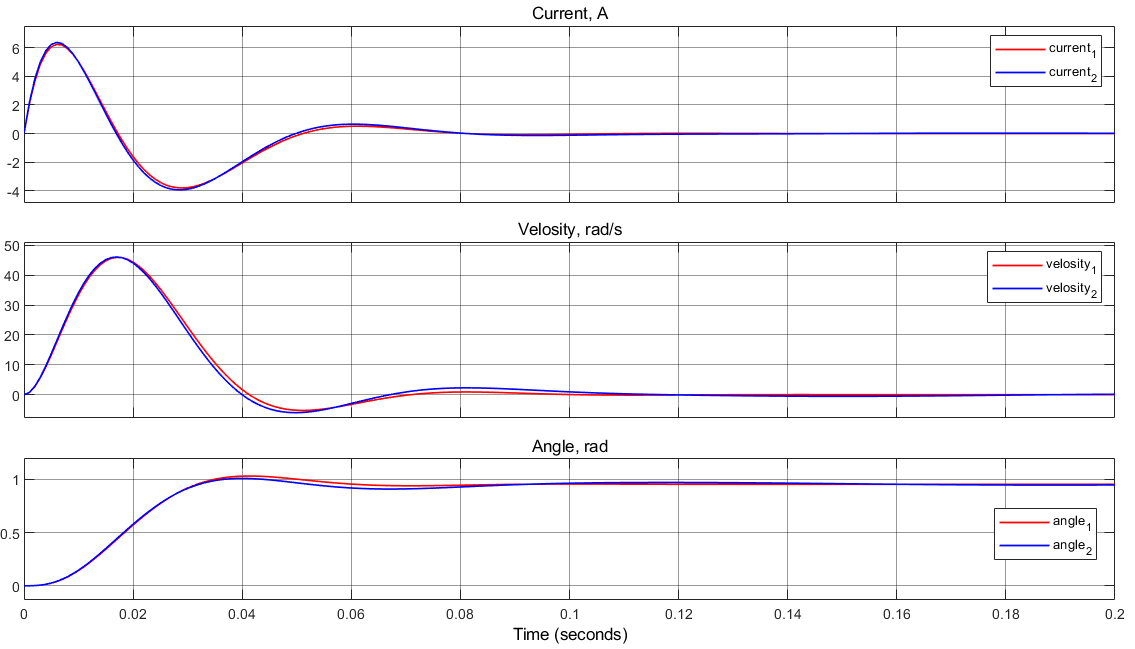 Current, A
6
4
2
0
-2
-4
current1
current2
Velosity, rad/s
50
40
30
20
10
0
velosity1
velosity2
Angle, rad
1
0.5
0
angle1
angle2
0 0.02 0.04 0.06 0.08 0.1 0.12 0.14 0.16 0.18 0.2
Time (seconds)